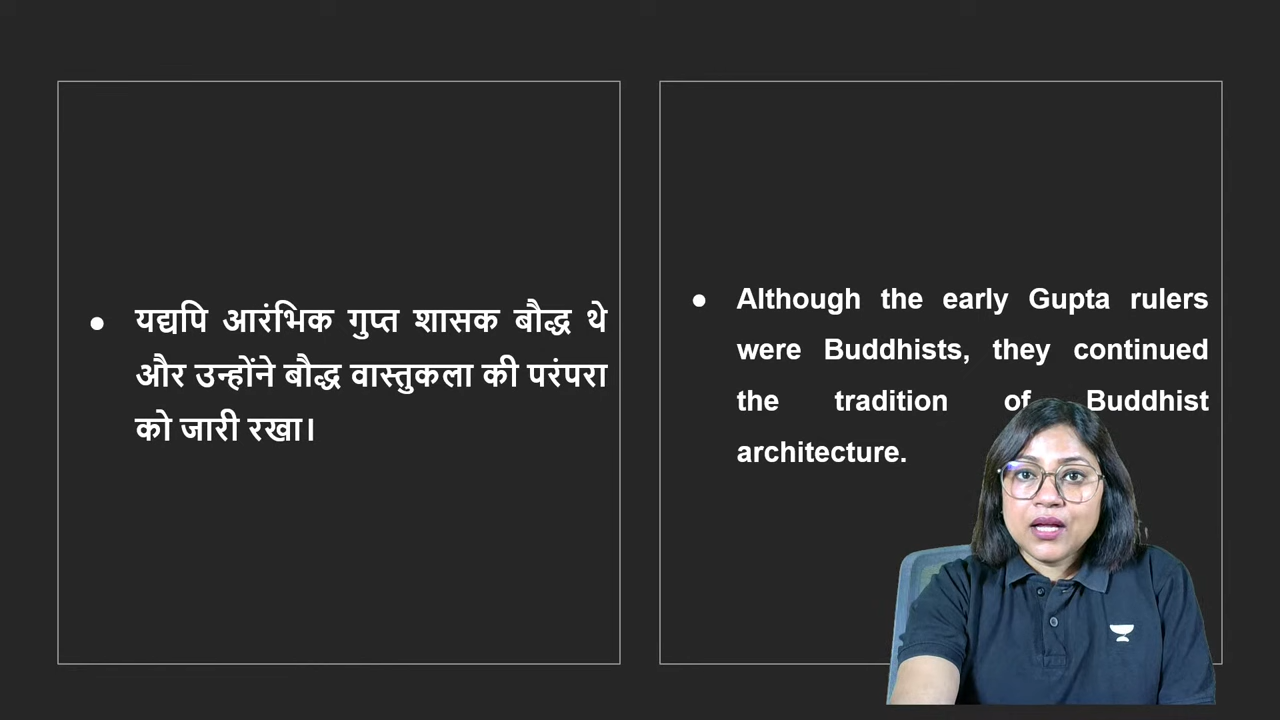 यद्यपि आरंभिक गुप्त शासक बौद्ध थे
और उन्होंने बौद्ध वास्तुकला की परंपरा
को जारी रखा।
Although the early Gupta rulers
were Buddhists, they continued
the tradition of Buddhist
architecture.